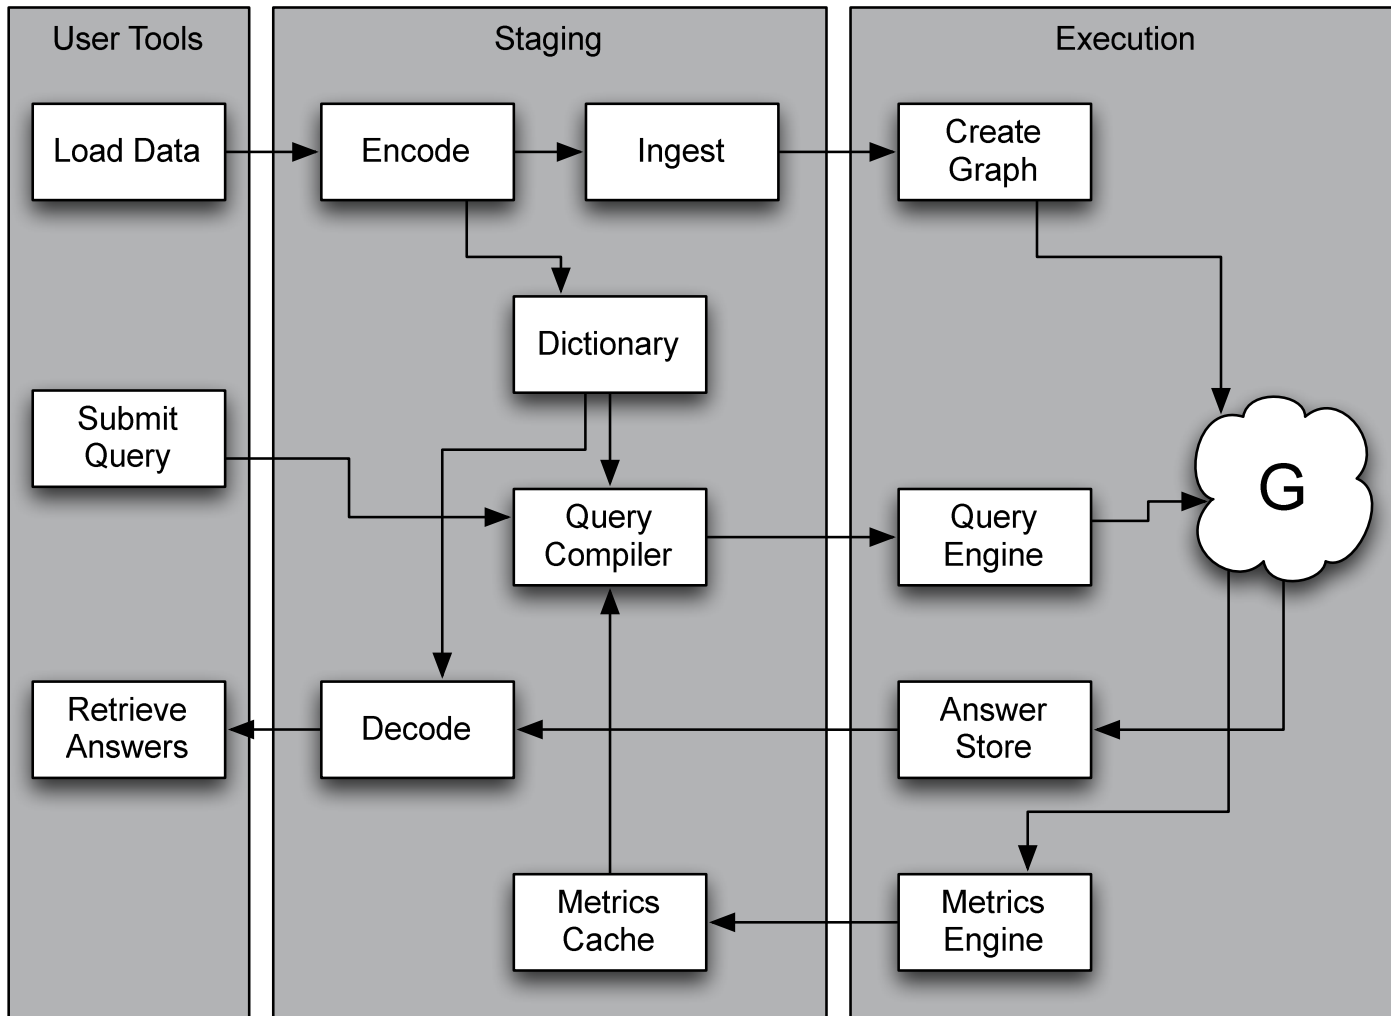 User Tools
Staging
Execution
Load Data
Encode
Ingest
Create
Graph
Dictionary
Submit
Query
G
Query
Compiler
Query
Engine
Retrieve
Answers
Decode
Answer
Store
Metrics
Cache
Metrics
Engine